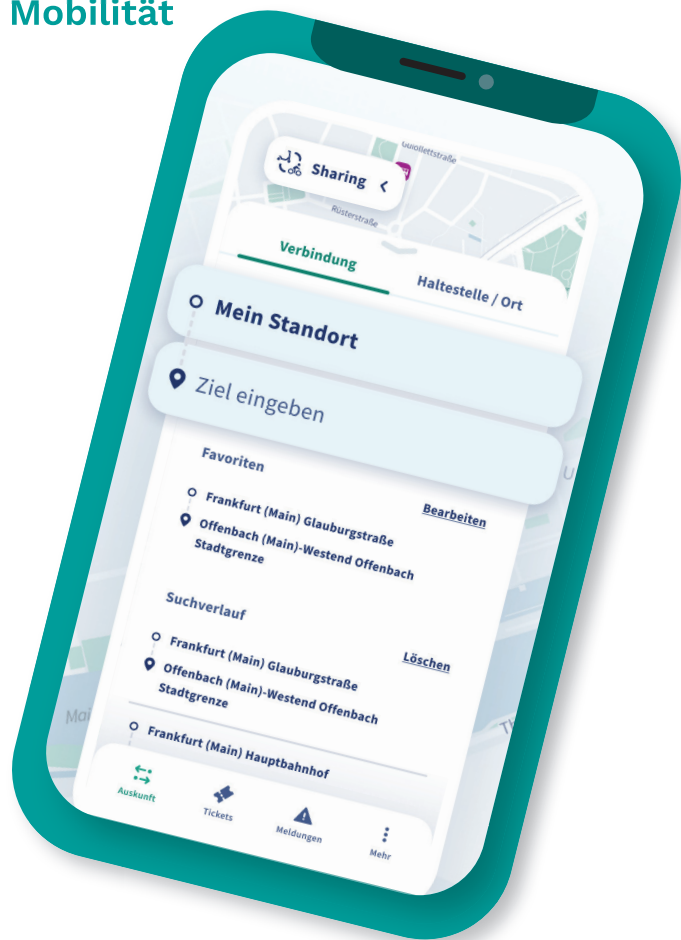 Mobilität
Guiollettstraße
Sharing
Rüsterstraße
Verbindung
Haltestelle / Ort
Mein Standort
Ziel eingeben
Favoriten
Bearbeiten
Frankfurt (Main) Glauburgstraße
Offenbach (Main)-Westend Offenbach
Stadtgrenze
Suchverlauf
Löschen
Frankfurt (Main) Glauburgstraße
Offenbach (Main)-Westend Offenbach
Stadtgrenze
Frankfurt (Main) Hauptbahnhof
Auskunft
Tickets
Meldungen
Mehr